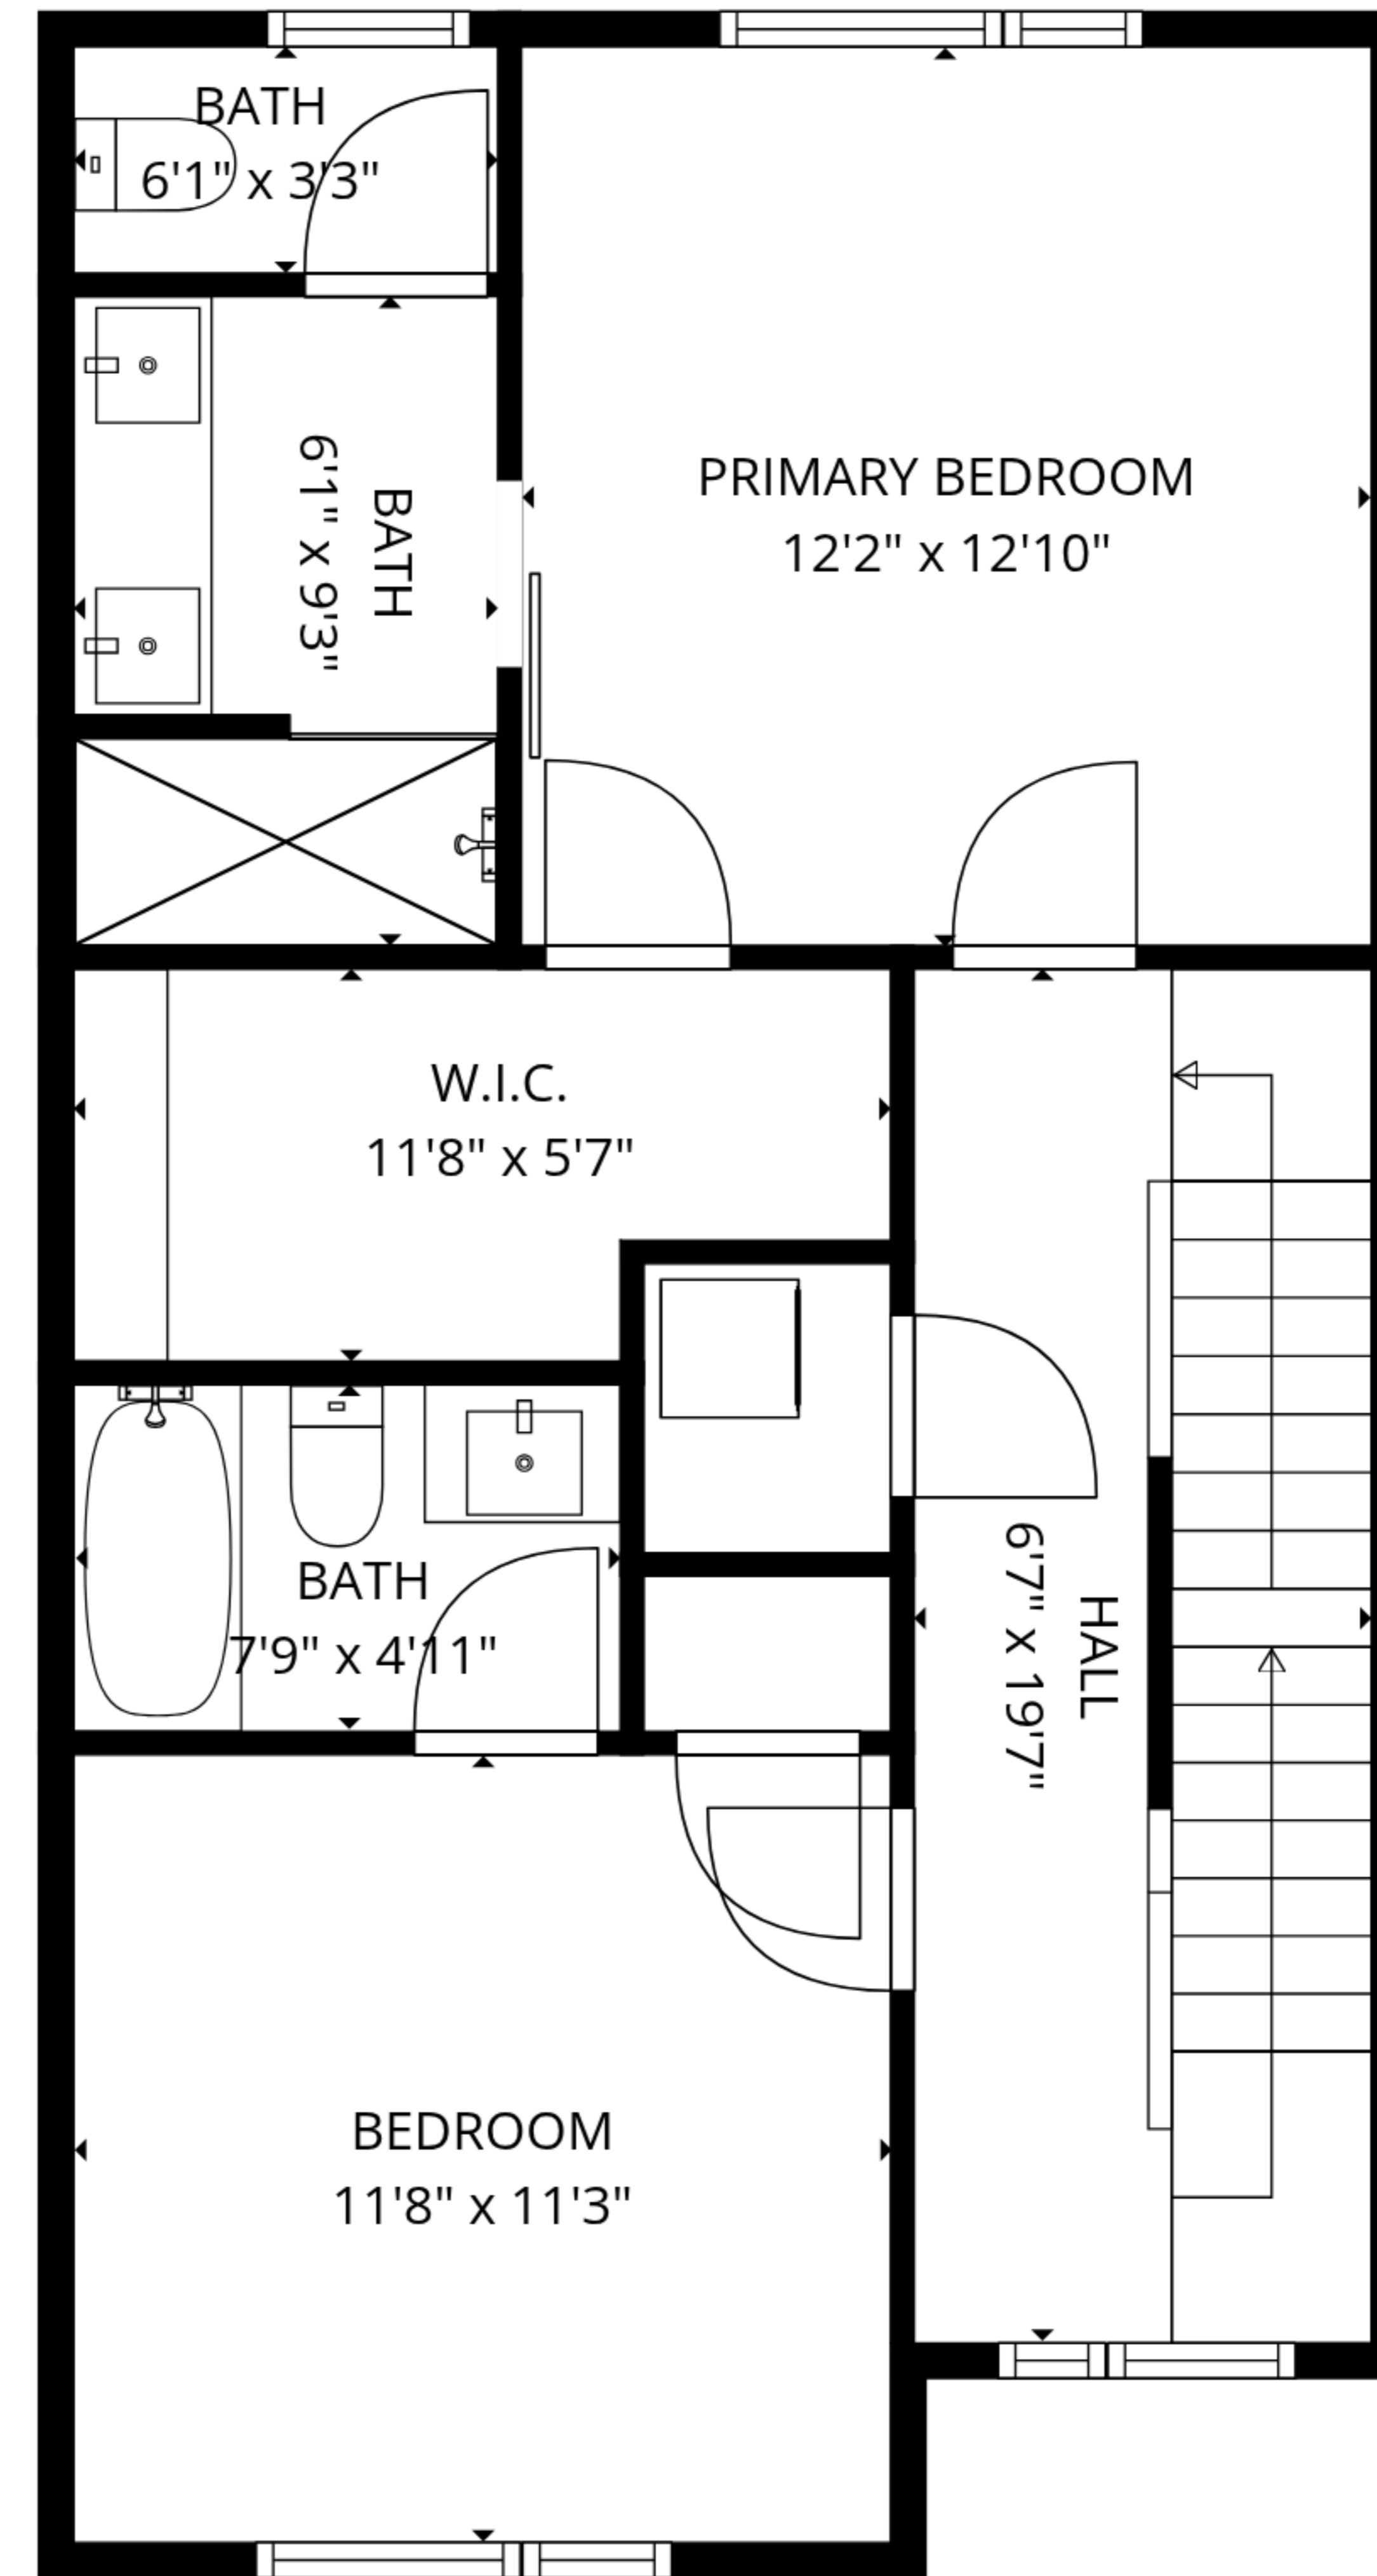 BATH
6'1" x 3'3"
PRIMARY BEDROOM
12'2" x 12'10"
BATH
6'1" x 9'3"
W.I.C.
11'8" x 5'7"
BATH
7'9" x 4'11"
HALL
6'7" x 19'7"
BEDROOM
11'8" x 11'3"